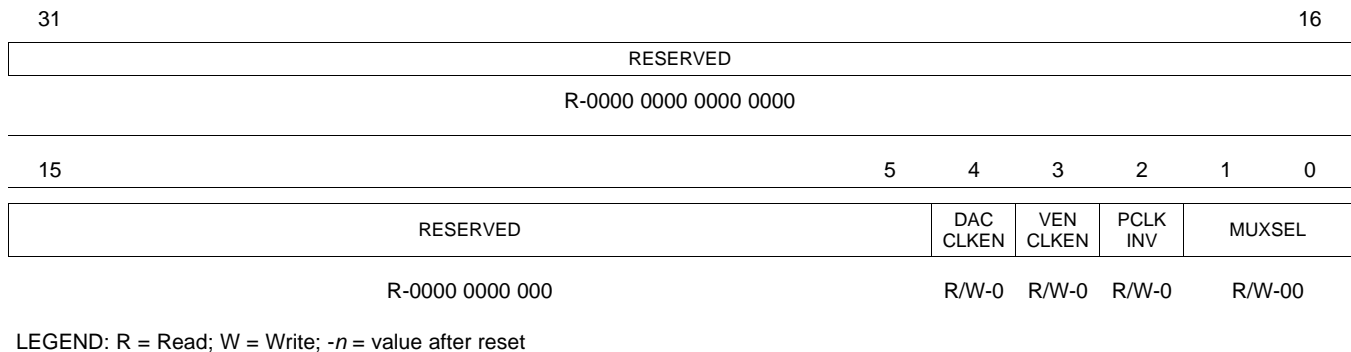 31 16
RESERVED
R-0000 0000 0000 0000
15 5 4 3 2 1 0
RESERVED DAC CLKEN VEN CLKEN PCLK INV MUXSEL
R-0000 0000 000 R/W-0 R/W-0 R/W-0 R/W-00
LEGEND: R = Read; W = Write; -n = value after reset